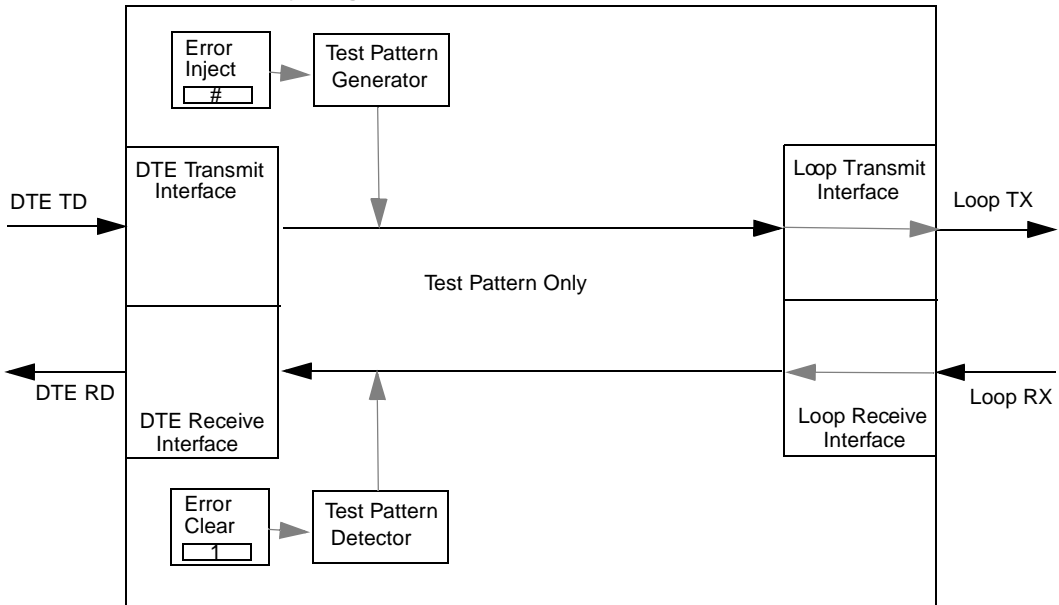 Error
Inject
#
Test Pattern
Generator
DTE Transmit
Interface
Loop Transmit
Interface
DTE TD
Loop TX
Test Pattern Only
DTE RD
Loop RX
DTE Receive
Interface
Loop Receive
Interface
Error
Clear
1
Test Pattern
Detector